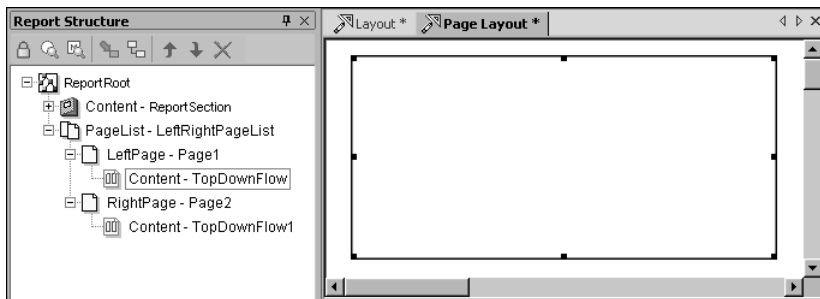 Report Structure
Layout *
Page Layout *
ReportRoot
Content - ReportSection
PageList - LeftRightPageList
LeftPage - Page1
Content - TopDownFlow
RightPage - Page2
Content - TopDownFlow1